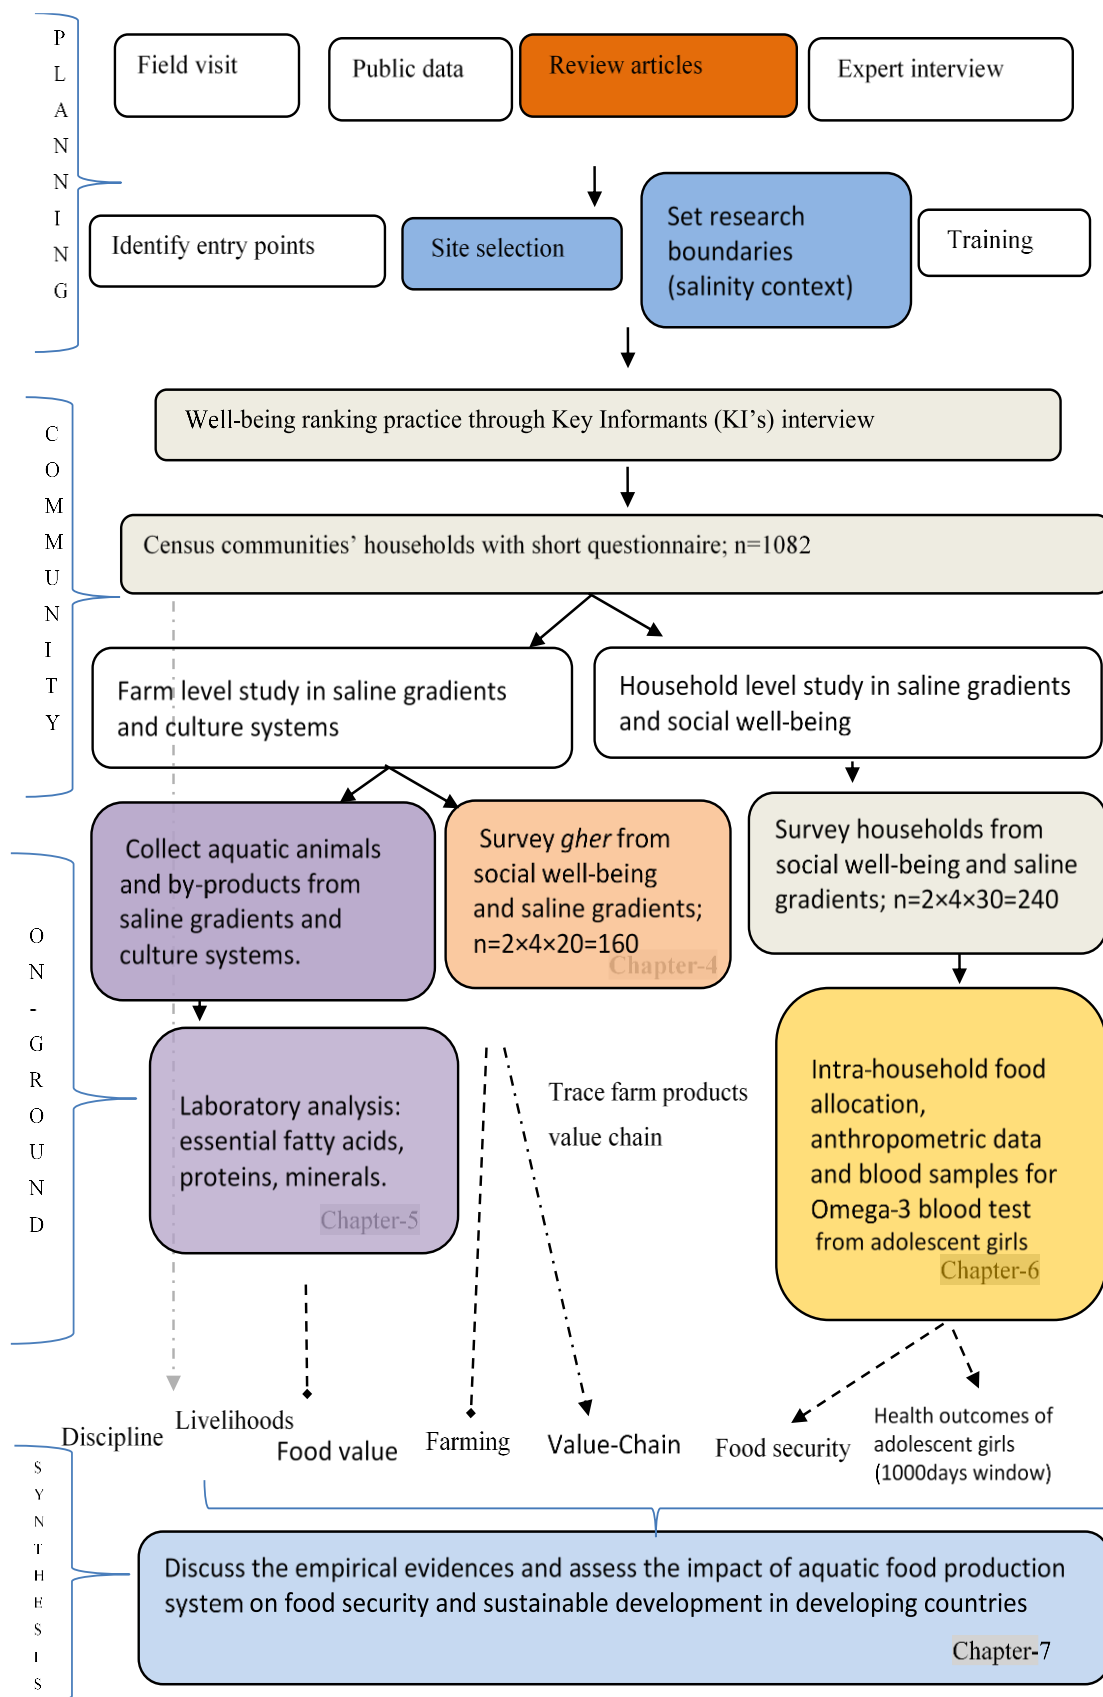 PLANNING
Field visit
Public data
Review articles
Expert interview
Identify entry points
Site selection
Set research
boundaries
(salinity context)
Training
COMMUNITY
Well-being ranking practice through Key Informants (KI's) interview
Census communities' households with short questionnaire; n=1082
Farm level study in saline gradients
and culture systems
Household level study in saline gradients
and social well-being
ON-GROUND
Collect aquatic animals
and by-products from
saline gradients and
culture systems.
Survey gher from
social well-being
and saline gradients;
n=2×4×20=160
Chapter-4
Survey households from
social well-being and saline
gradients; n=2×4×30=240
Laboratory analysis:
essential fatty acids,
proteins, minerals.
Chapter-5
Trace farm products
value chain
Intra-household food
allocation,
anthropometric data
and blood samples for
Omega-3 blood test
from adolescent girls
Chapter-6
Discipline
Livelihoods
Food value
Farming
Value-Chain
Food security
Health outcomes of
adolescent girls
(1000days window)
SYNTHESIS
Discuss the empirical evidences and assess the impact of aquatic food production
system on food security and sustainable development in developing countries
Chapter-7